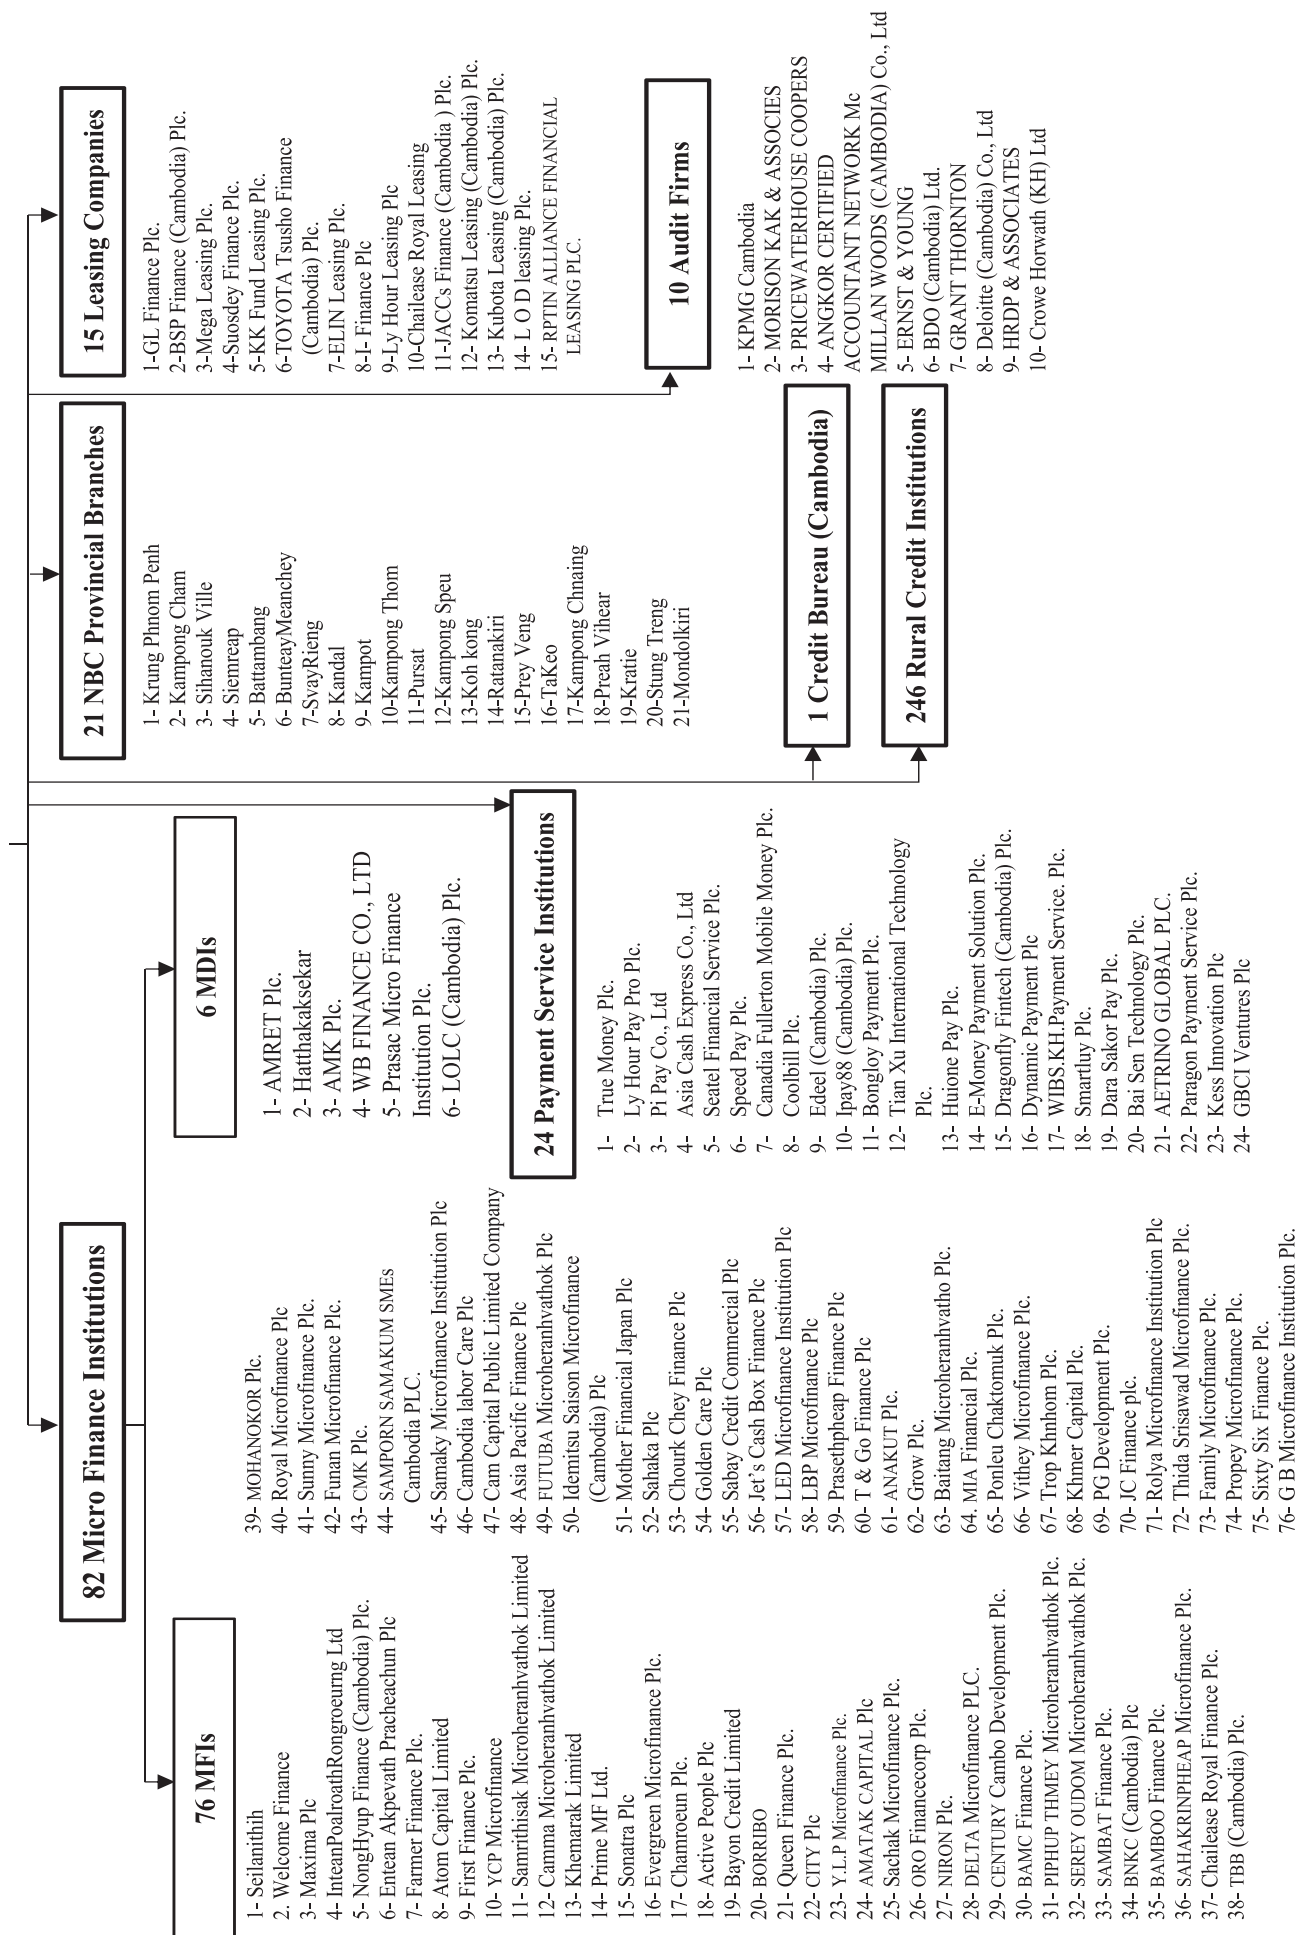 82 Micro Finance Institutions
76 MFIs
1- Seilanithih
2. Welcome Finance
3- Maxima Plc
4- InteanPoalroathRongroeurng Ltd
5- NongHyup Finance (Cambodia) Plc.
6- Entean Akpevath Pracheachun Plc
7- Farmer Finance Plc.
8- Atom Capital Limited
9- First Finance Plc.
10- YCP Microfinance
11- Samrithisak Microheranhvathok Limited
12- Camma Microheranhvathok Limited
13- Khemarak Limited
14- Prime MF Ltd.
15- Sonatra Plc
16- Evergreen Microfinance Plc.
17- Chamroeun Plc.
18- Active People Plc
19- Bayon Credit Limited
20- BORRIBO
21- Queen Finance Plc.
22- CITY Plc
23- Y.L.P Microfinance Plc.
24- AMATAK CAPITAL Plc
25- Sachak Microfinance Plc.
26- ORO Financecorp Plc.
27- NIRON Plc.
28- DELTA Microfinance PLC.
29- CENTURY Cambo Development Plc.
30- BAMC Finance Plc.
31- PIPHUP THMEY Microheranhvathok Plc.
32- SEREY OUDOM Microheranhvathok Plc.
33- SAMBAT Finance Plc.
34- BNKC (Cambodia) Plc
35- BAMBOO Finance Plc.
36- SAHAKRINPHEAP Microfinance Plc.
37- Chailease Royal Finance Plc.
38- TBB (Cambodia) Plc.
39- MOHANOKOR Plc.
40- Royal Microfinance Plc
41- Sunny Microfinance Plc.
42- Funan Microfinance Plc.
43- CMK Plc.
44- SAMPORN SAMAKUM SMEs
Cambodia PLC.
45- Samaky Microfinance Institution Plc
46- Cambodia labor Care Plc
47- Cam Capital Public Limited Company
48- Asia Pacific Finance Plc
49- FUTUBA Microheranhvathok Plc
50- Idemitsu Saison Microfinance
(Cambodia) Plc
51- Mother Financial Japan Plc
52- Sahaka Plc
53- Chourk Chey Finance Plc
54- Golden Care Plc
55- Sabay Credit Commercial Plc
56- Jet's Cash Box Finance Plc
57- LED Microfinance Institution Plc
58- LBP Microfinance Plc
59- Prasethpheap Finance Plc
60- T & Go Finance Plc
61- ANAKUT Plc.
62- Grow Plc.
63- Baitang Microheranhvatho Plc.
64. MIA Financial Plc.
65- Ponleu Chaktomuk Plc.
66- Vithey Microfinance Plc.
67- Trop Khnhom Plc.
68- Khmer Capital Plc.
69- PG Development Plc.
70- JC Finance plc.
71- Rolya Microfinance Institution Plc
72- Thida Srisawad Microfinance Plc.
73- Family Microfinance Plc.
74- Propey Microfinance Plc.
75- Sixty Six Finance Plc.
76- G B Microfinance Institution Plc.
6 MDIs
1- AMRET Plc.
2- Hatthakaksekar
3- AMK Plc.
4- WB FINANCE CO., LTD
5- Prasac Micro Finance
Institution Plc.
6- LOLC (Cambodia) Plc.
24 Payment Service Institutions
1- True Money Plc.
2- Ly Hour Pay Pro Plc.
3- Pi Pay Co., Ltd
4- Asia Cash Express Co., Ltd
5- Seatel Financial Service Plc.
6- Speed Pay Plc.
7- Canadia Fullerton Mobile Money Plc.
8- Coolbill Plc.
9- Edeel (Cambodia) Plc.
10- Ipay88 (Cambodia) Plc.
11- Bongloy Payment Plc.
12- Tian Xu International Technology
Plc.
13- Huione Pay Plc.
14- E-Money Payment Solution Plc.
15- Dragonfly Fintech (Cambodia) Plc.
16- Dynamic Payment Plc
17- WIBS.KH.Payment Service. Plc.
18- Smartluy Plc.
19- Dara Sakor Pay Plc.
20- Bai Sen Technology Plc.
21- AETRINO GLOBAL PLC.
22- Paragon Payment Service Plc.
23- Kess Innovation Plc
24- GBCI Ventures Plc
21 NBC Provincial Branches
1- Krung Phnom Penh
2- Kampong Cham
3- Sihanouk Ville
4- Siemreap
5- Battambang
6- BunteayMeanchey
7-SvayRieng
8- Kandal
9- Kampot
10-Kampong Thom
11-Pursat
12-Kampong Speu
13-Koh kong
14-Ratanakiri
15-Prey Veng
16-TaKeo
17-Kampong Chnaing
18-Preah Vihear
19-Kratie
20-Stung Treng
21-Mondolkiri
1 Credit Bureau (Cambodia)
246 Rural Credit Institutions
15 Leasing Companies
1-GL Finance Plc.
2-BSP Finance (Cambodia) Plc.
3-Mega Leasing Plc.
4-Suosdey Finance Plc.
5-KK Fund Leasing Plc.
6-TOYOTA Tsusho Finance
(Cambodia) Plc.
7-ELIN Leasing Plc.
8-I- Finance Plc
9-Ly Hour Leasing Plc
10-Chailease Royal Leasing
11-JACCs Finance (Cambodia ) Plc.
12- Komatsu Leasing (Cambodia) Plc.
13- Kubota Leasing (Cambodia) Plc.
14- L O D leasing Plc.
15- RPTIN ALLIANCE FINANCIAL
LEASING PLC.
10 Audit Firms
1- KPMG Cambodia
2- MORISON KAK & ASSOCIES
3- PRICEWATERHOUSE COOPERS
4- ANGKOR CERTIFIED
ACCOUNTANT NETWORK Mc
MILLAN WOODS (CAMBODIA) Co., Ltd
5- ERNST & YOUNG
6- BDO (Cambodia) Ltd.
7- GRANT THORNTON
8- Deloitte (Cambodia) Co., Ltd
9- HRDP & ASSOCIATES
10- Crowe Horwath (KH) Ltd